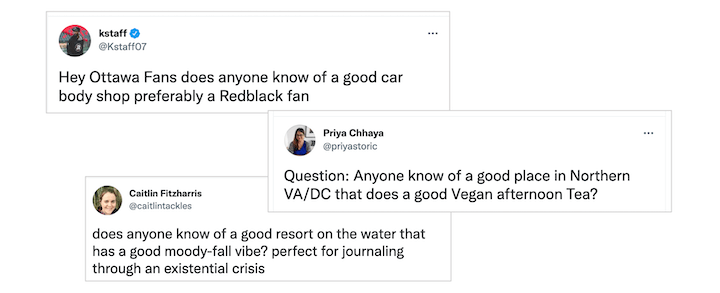 kstaff
@Kstaff07
Hey Ottawa Fans does anyone know of a good car
body shop preferably a Redblack fan
Priya Chhaya
@priyastoric
Question: Anyone know of a good place in Northern
VA/DC that does a good Vegan afternoon Tea?
Caitlin Fitzharris
@caitlintackles
does anyone know of a good resort on the water that
has a good moody-fall vibe? perfect for journaling
through an existential crisis